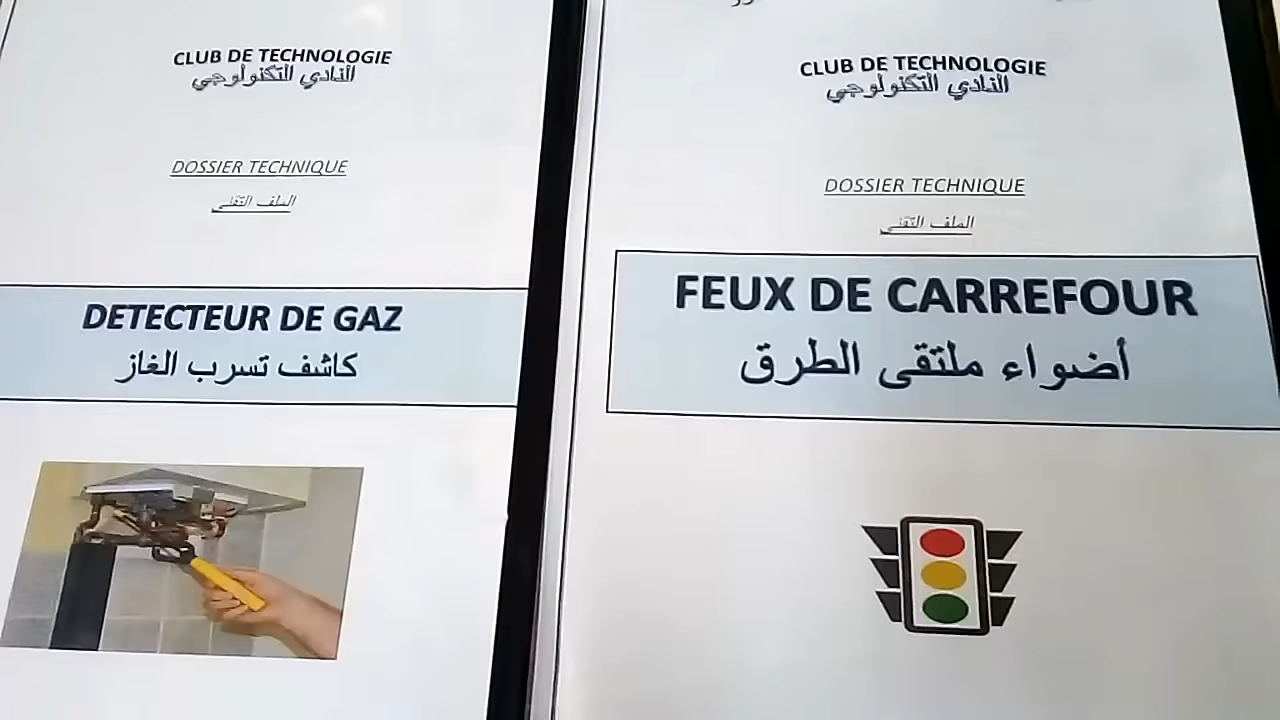 CLUB DE TECHNOLOGIE
النادي التكنولوجي
DOSSIER TECHNIQUE
الملف التقني
DETECTEUR DE GAZ
كاشف تسرب الغاز
CLUB DE TECHNOLOGIE
النادي التكنولوجي
DOSSIER TECHNIQUE
الملف التقني
FEUX DE CARREFOUR
أضواء ملتقى الطرق